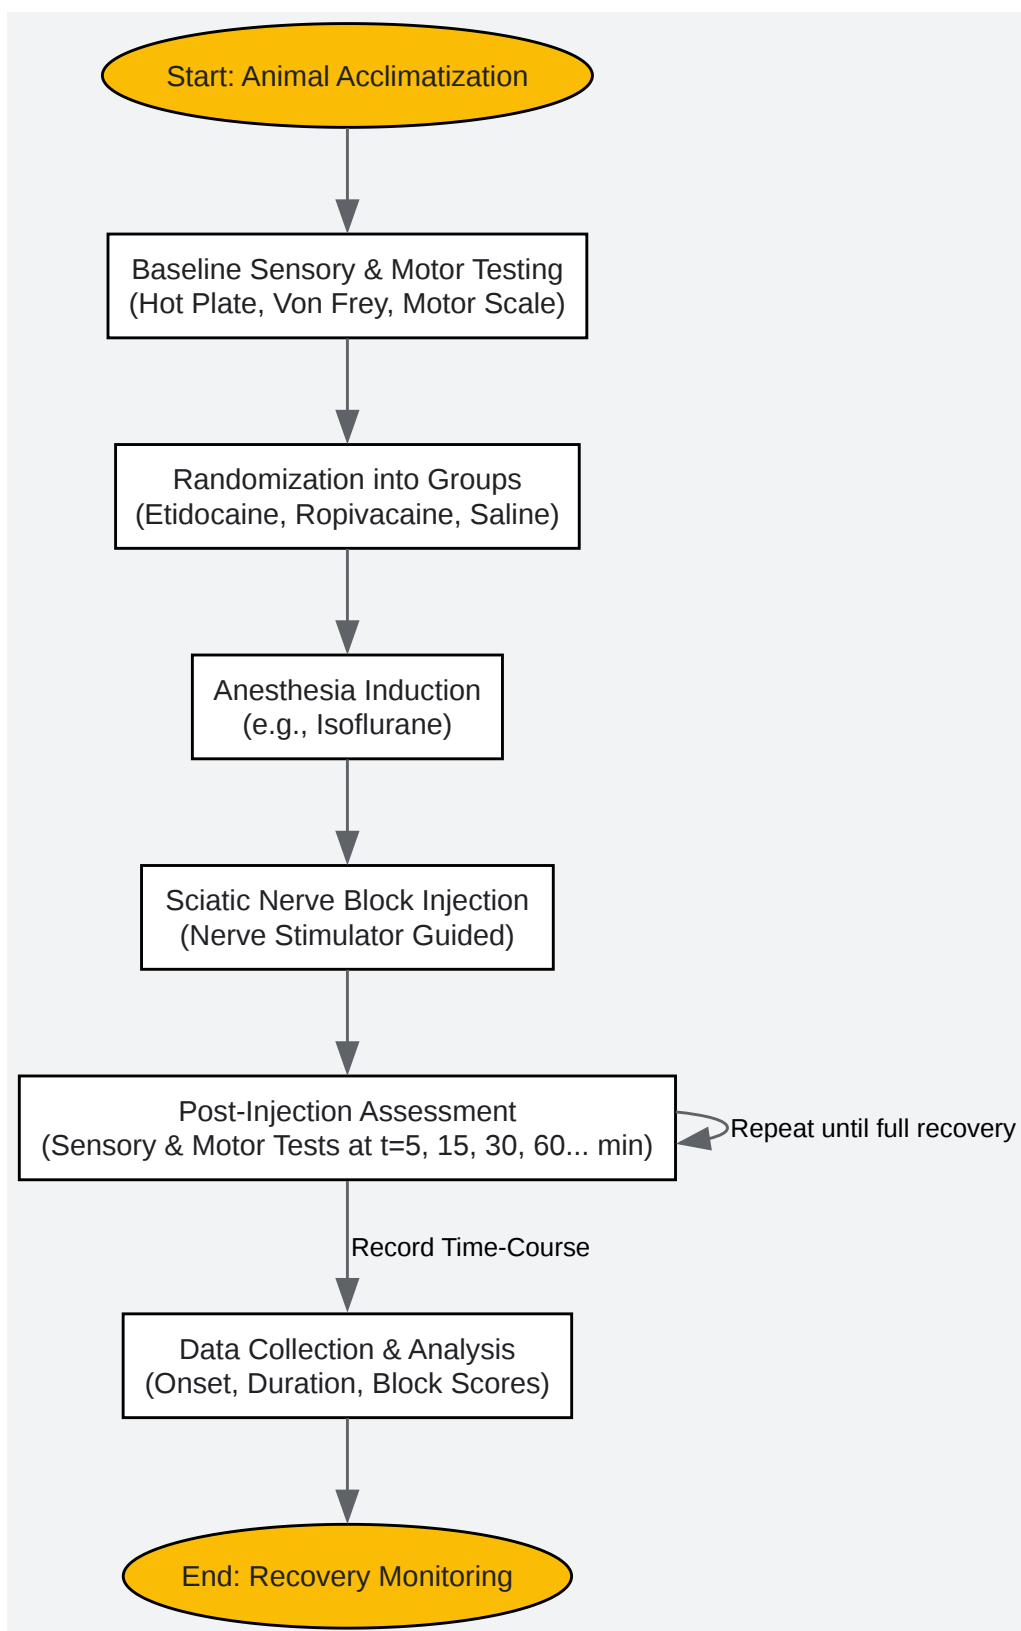 Start: Animal Acclimatization
Baseline Sensory & Motor Testing
(Hot Plate, Von Frey, Motor Scale)
Randomization into Groups
(Etidocaine, Ropivacaine, Saline)
Anesthesia Induction
(e.g., Isoflurane)
Sciatic Nerve Block Injection
(Nerve Stimulator Guided)
Post-Injection Assessment
(Sensory & Motor Tests at t=5, 15, 30, 60... min)
Repeat until full recovery
Record Time-Course
Data Collection & Analysis
(Onset, Duration, Block Scores)
End: Recovery Monitoring